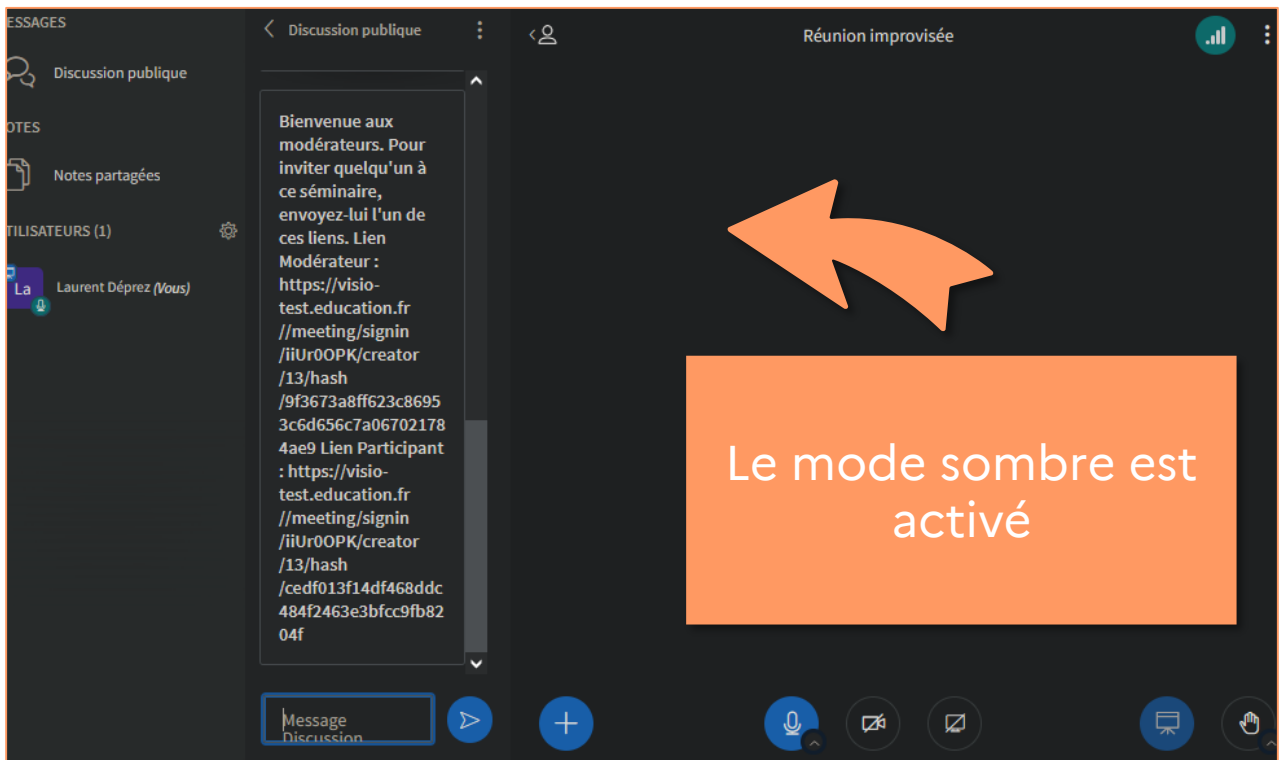 ESSAGES
Discussion publique
OTES
Notes partagées
TILISATEURS (1)
La
Laurent Déprez (Vous)
Discussion publique
Bienvenue aux
modérateurs. Pour
inviter quelqu'un à
ce séminaire,
envoyez-lui l'un de
ces liens. Lien
Modérateur :
https://visio-
test.education.fr
//meeting/signin
/iiUr0OPK/creator
/13/hash
/9f3673a8ff623c8695
3c6d656c7a06702178
4ae9 Lien Participant
: https://visio-
test.education.fr
//meeting/signin
/iiUr0OPK/creator
/13/hash
/cedf013f14df468ddc
484f2463e3bfcc9fb82
04f
Message
Discussion
Réunion improvisée
Le mode sombre est
activé